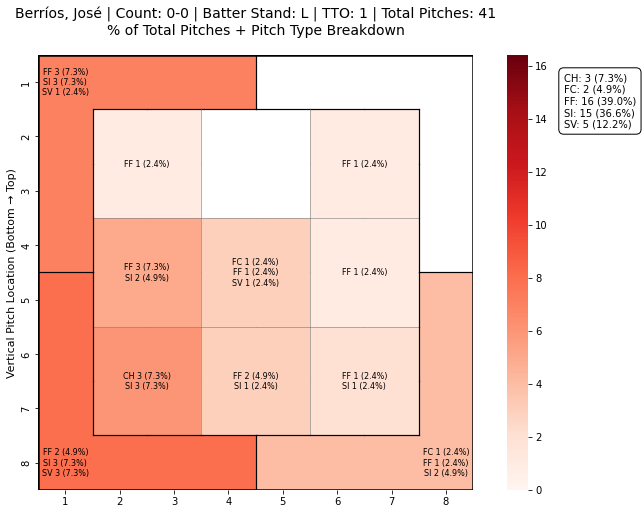 Berríos, José | Count: 0-0 | Batter Stand: L | TTO: 1 | Total Pitches: 41
% of Total Pitches + Pitch Type Breakdown
FF 3 (7.3%)
SI 3 (7.3%)
SV 1 (2.4%)
FF 1 (2.4%)
FF 1 (2.4%)
FF 3 (7.3%)
SI 2 (4.9%)
FC 1 (2.4%)
FF 1 (2.4%)
SV 1 (2.4%)
FF 1 (2.4%)
CH 3 (7.3%)
SI 3 (7.3%)
FF 2 (4.9%)
SI 1 (2.4%)
FF 1 (2.4%)
SI 1 (2.4%)
FF 2 (4.9%)
SI 3 (7.3%)
SV 3 (7.3%)
FC 1 (2.4%)
FF 1 (2.4%)
SI 2 (4.9%)
Vertical Pitch Location (Bottom → Top)
1
2
3
4
5
6
7
8
1
2
3
4
5
6
7
8
16
14
12
10
8
6
4
2
0
CH: 3 (7.3%)
FC: 2 (4.9%)
FF: 16 (39.0%)
SI: 15 (36.6%)
SV: 5 (12.2%)